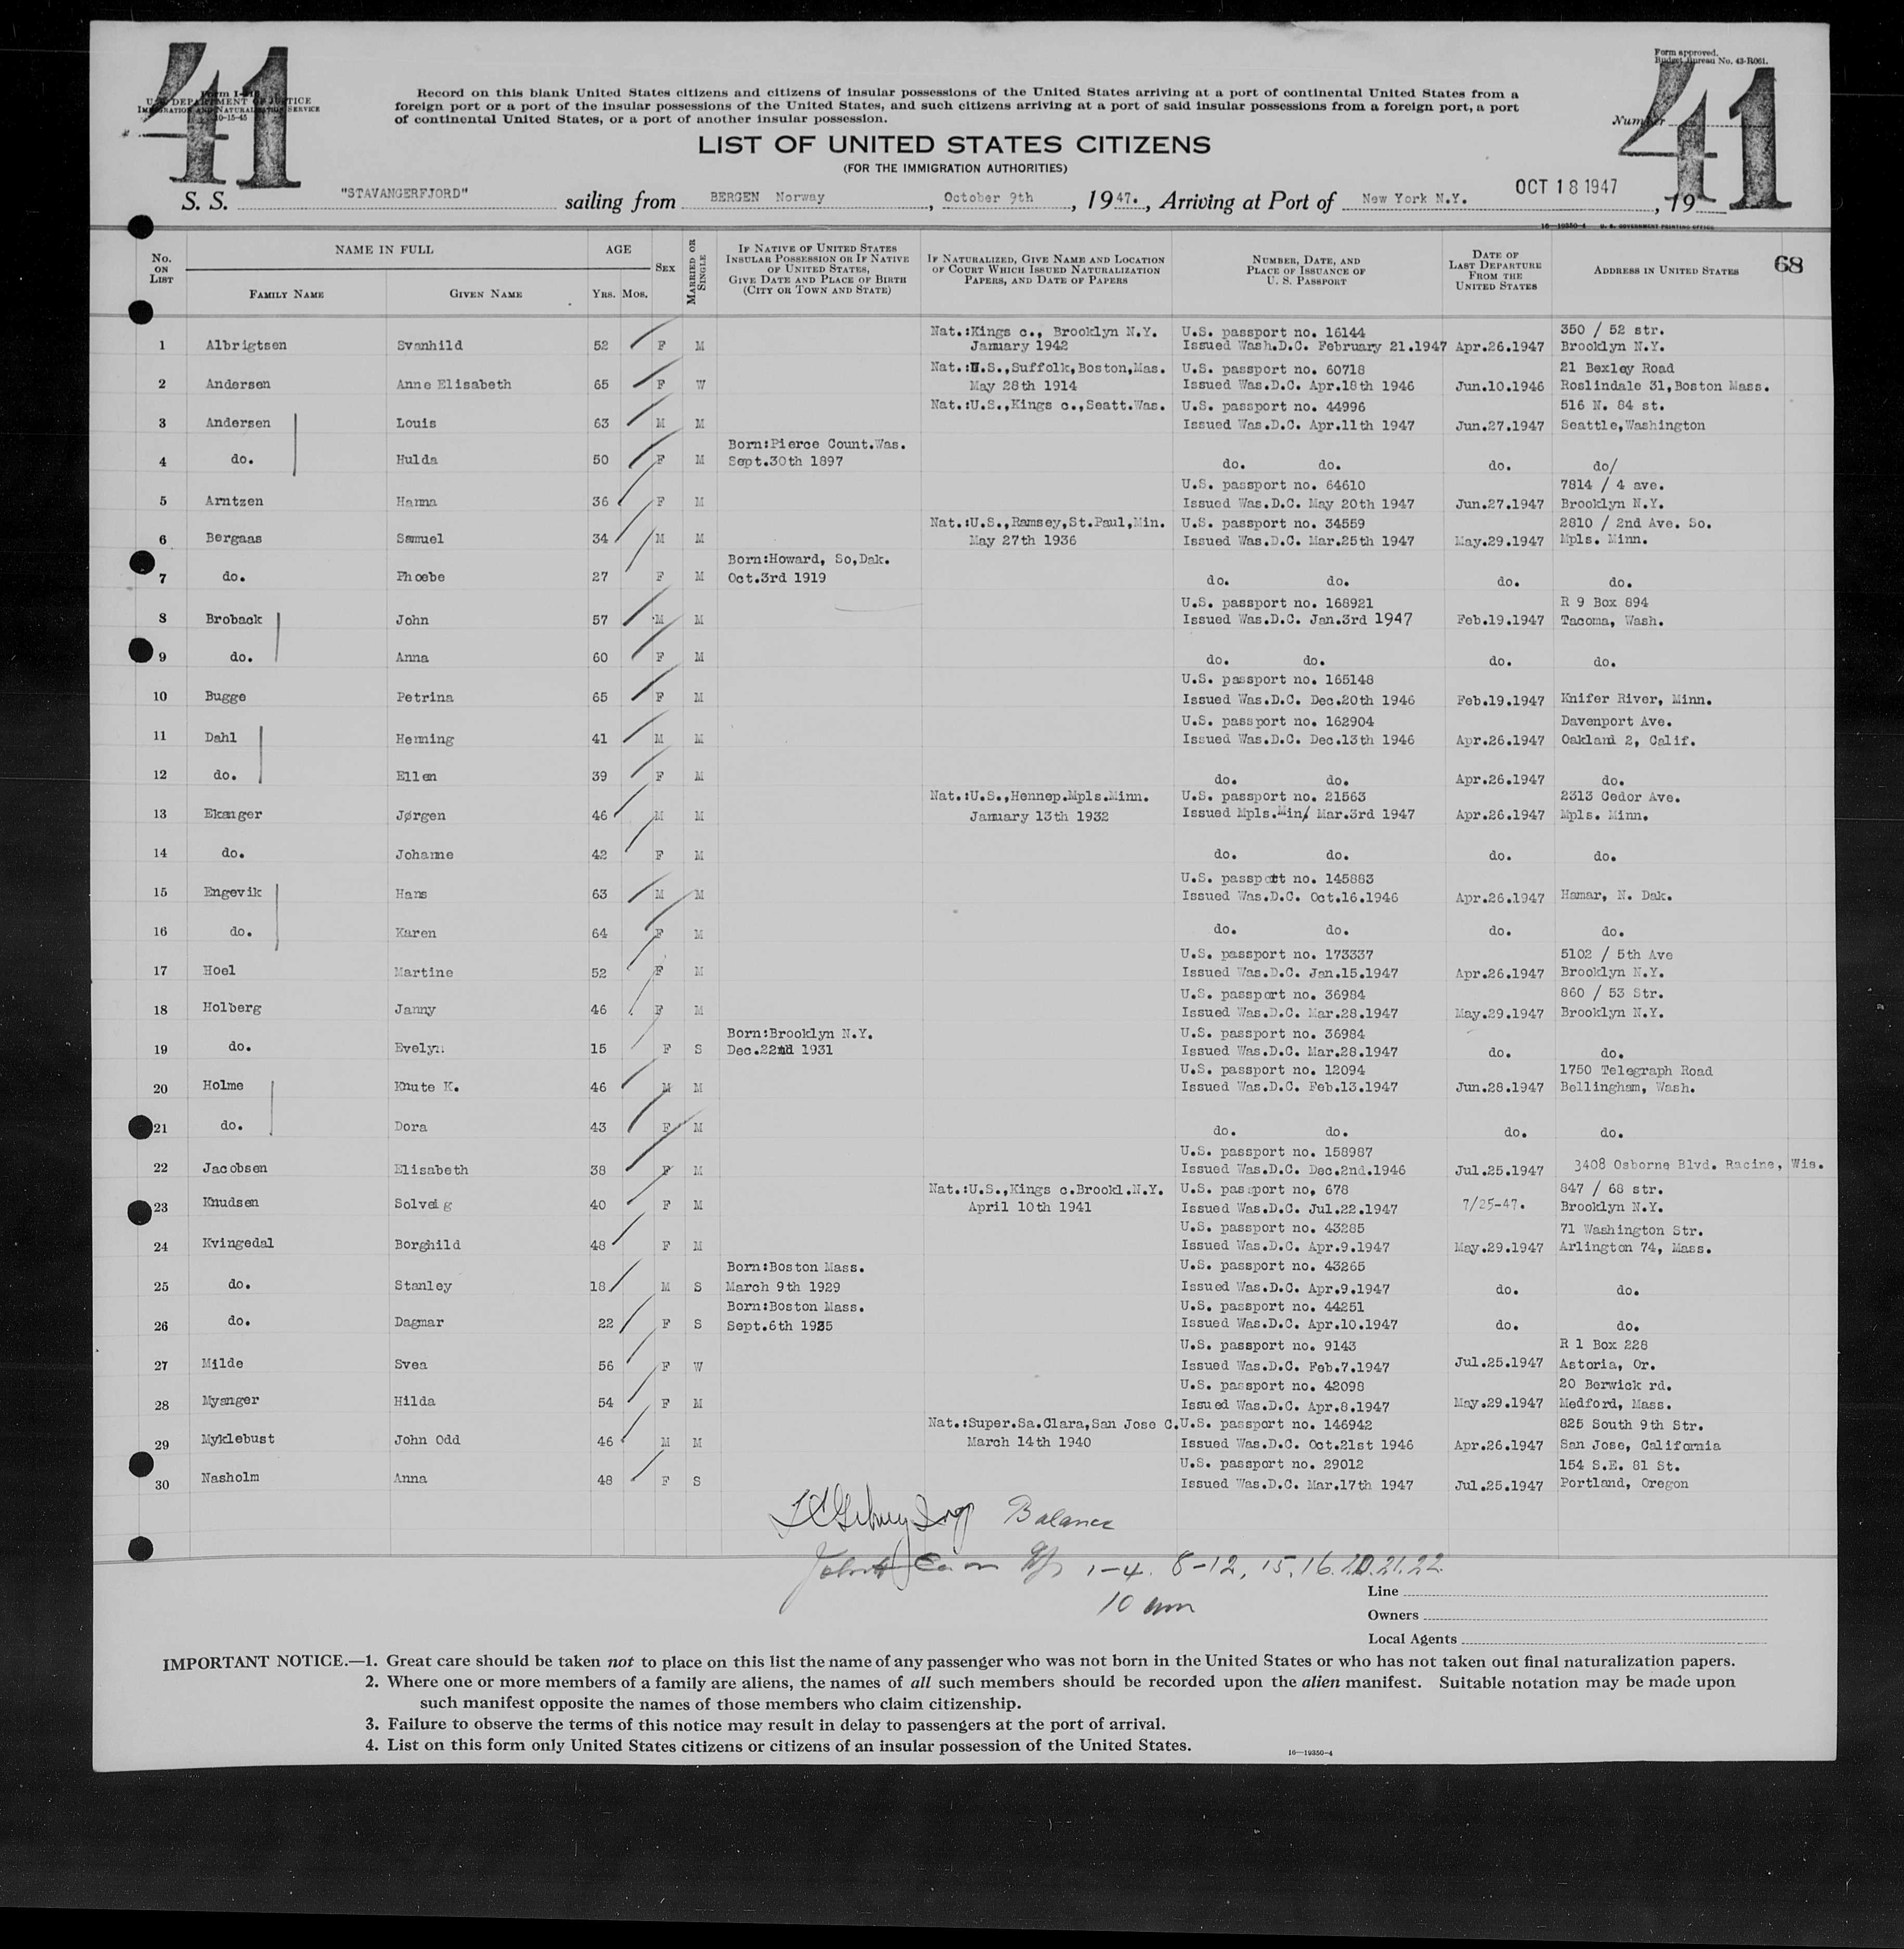 41
Form I-
U. S. DEPARTMENT OF JUSTICE
IMMIGRATION AND NATURALIZATION SERVICE
10-15-45
Form approved.
Budget Bureau No. 43-R061.
41
Number
Record on this blank United States citizens and citizens of insular possessions of the United States arriving at a port of continental United States from a
foreign port or a port of the insular possessions of the United States, and such citizens arriving at a port of said insular possessions from a foreign port, a port
of continental United States, or a port of another insular possession.
LIST OF UNITED STATES CITIZENS
(FOR THE IMMIGRATION AUTHORITIES)
S. S. "STAVANGERFJORD" sailing from BERGEN Norway , October 9th , 1947. , Arriving at Port of New York N.Y. OCT 18 1947 , 19
16—19350-4 U. S. GOVERNMENT PRINTING OFFICE
No. on List NAME IN FULL Family Name Given Name AGE Yrs. Mos. Sex Married or Single If Native of United States Insular Possession or If Native of United States, Give Date and Place of Birth (City or Town and State) If Naturalized, Give Name and Location of Court Which Issued Naturalization Papers, and Date of Papers Number, Date, and Place of Issuance of U. S. Passport Date of Last Departure From the United States Address in United States 68
Nat.:Kings c., Brooklyn N.Y. U.S. passport no. 16144 350 / 52 str.
1 Albrigtsen Svanhild 52 F M January 1942 Issued Wash.D.C. February 21.1947 Apr.26.1947 Brooklyn N.Y.
Nat.:U.S.,Suffolk,Boston,Mas. U.S. passport no. 60718 21 Bexley Road
2 Andersen Anne Elisabeth 65 F W May 28th 1914 Issued Was.D.C. Apr.18th 1946 Jun.10.1946 Roslindale 31,Boston Mass.
Nat.:U.S.,Kings c.,Seatt.Was. U.S. passport no. 44996 516 N. 84 st.
3 Andersen Louis 63 M M Issued Was.D.C. Apr.11th 1947 Jun.27.1947 Seattle,Washington
Born:Pierce Count.Was.
4 do. Hulda 50 F M Sept.30th 1897 do. do. do. do/
U.S. passport no. 64610 7814 / 4 ave.
5 Arntzen Hanna 36 F M Issued Was.D.C. May 20th 1947 Jun.27.1947 Brooklyn N.Y.
Nat.:U.S.,Ramsey,St.Paul,Min. U.S. passport no. 34559 2810 / 2nd Ave. So.
6 Bergaas Samuel 34 M M May 27th 1936 Issued Was.D.C. Mar.25th 1947 May.29.1947 Mpls. Minn.
Born:Howard, So,Dak.
7 do. Phoebe 27 F M Oct.3rd 1919 do. do. do. do.
U.S. passport no. 168921 R 9 Box 894
8 Broback John 57 M M Issued Was.D.C. Jan.3rd 1947 Feb.19.1947 Tacoma, Wash.
9 do. Anna 60 F M do. do. do. do.
U.S. passport no. 165148
10 Bugge Petrina 65 F M Issued Was.D.C. Dec.20th 1946 Feb.19.1947 Knifer River, Minn.
U.S. passport no. 162904 Davenport Ave.
11 Dahl Henning 41 M M Issued Was.D.C. Dec.13th 1946 Apr.26.1947 Oakland 2, Calif.
12 do. Ellen 39 F M do. do. Apr.26.1947 do.
Nat.:U.S.,Hennep.Mpls.Minn. U.S. passport no. 21563 2313 Cedor Ave.
13 Ekanger Jørgen 46 M M January 13th 1932 Issued Mpls.Min/ Mar.3rd 1947 Apr.26.1947 Mpls. Minn.
14 do. Johanne 42 F M do. do. do. do.
U.S. passport no. 145883
15 Engevik Hans 63 M M Issued Was.D.C. Oct.16.1946 Apr.26.1947 Hamar, N. Dak.
16 do. Karen 64 F M do. do. do. do.
U.S. passport no. 173337 5102 / 5th Ave
17 Hoel Martine 52 F M Issued Was.D.C. Jan.15.1947 Apr.26.1947 Brooklyn N.Y.
U.S. passport no. 36984 860 / 53 Str.
18 Holberg Janny 46 F M Issued Was.D.C. Mar.28.1947 May.29.1947 Brooklyn N.Y.
Born:Brooklyn N.Y. U.S. passport no. 36984
19 do. Evelyn 15 F S Dec.22nd 1931 Issued Was.D.C. Mar.28.1947 do. do.
U.S. passport no. 12094 1750 Telegraph Road
20 Holme Knute K. 46 M M Issued Was.D.C. Feb.13.1947 Jun.28.1947 Bellingham, Wash.
21 do. Dora 43 F M do. do. do. do.
U.S. passport no. 158987
22 Jacobsen Elisabeth 38 F M Issued Was.D.C. Dec.2nd.1946 Jul.25.1947 3408 Osborne Blvd. Racine, Wis.
Nat.:U.S.,Kings c.Brookl.N.Y. U.S. passport no, 678 847 / 68 str.
23 Knudsen Solveig 40 F M April 10th 1941 Issued Was.D.C. Jul.22.1947 7/25-47. Brooklyn N.Y.
U.S. passport no. 43285 71 Washington Str.
24 Kvingedal Borghild 48 F M Issued Was.D.C. Apr.9.1947 May.29.1947 Arlington 74, Mass.
Born:Boston Mass. U.S. passport no. 43265
25 do. Stanley 18 M S March 9th 1929 Issued Was.D.C. Apr.9.1947 do. do.
Born:Boston Mass. U.S. passport no. 44251
26 do. Dagmar 22 F S Sept.6th 1925 Issued Was.D.C. Apr.10.1947 do. do.
U.S. passport no. 9143 R 1 Box 228
27 Milde Svea 56 F W Issued Was.D.C. Feb.7.1947 Jul.25.1947 Astoria, Or.
U.S. passport no. 42098 20 Berwick rd.
28 Myanger Hilda 54 F M Issued Was.D.C. Apr.8.1947 May.29.1947 Medford, Mass.
Nat.:Super.Sa.Clara,San Jose C. U.S. passport no. 146942 825 South 9th Str.
29 Myklebust John Odd 46 M M March 14th 1940 Issued Was.D.C. Oct.21st 1946 Apr.26.1947 San Jose, California
U.S. passport no. 29012 154 S.E. 81 St.
30 Nasholm Anna 48 F S Issued Was.D.C. Mar.17th 1947 Jul.25.1947 Portland, Oregon
Balance
1-4. 8-12, 15, 16. 20. 21. 22
10 am
Line
Owners
Local Agents
IMPORTANT NOTICE.—1. Great care should be taken not to place on this list the name of any passenger who was not born in the United States or who has not taken out final naturalization papers.
2. Where one or more members of a family are aliens, the names of all such members should be recorded upon the alien manifest. Suitable notation may be made upon
such manifest opposite the names of those members who claim citizenship.
3. Failure to observe the terms of this notice may result in delay to passengers at the port of arrival.
4. List on this form only United States citizens or citizens of an insular possession of the United States.
16—19350-4